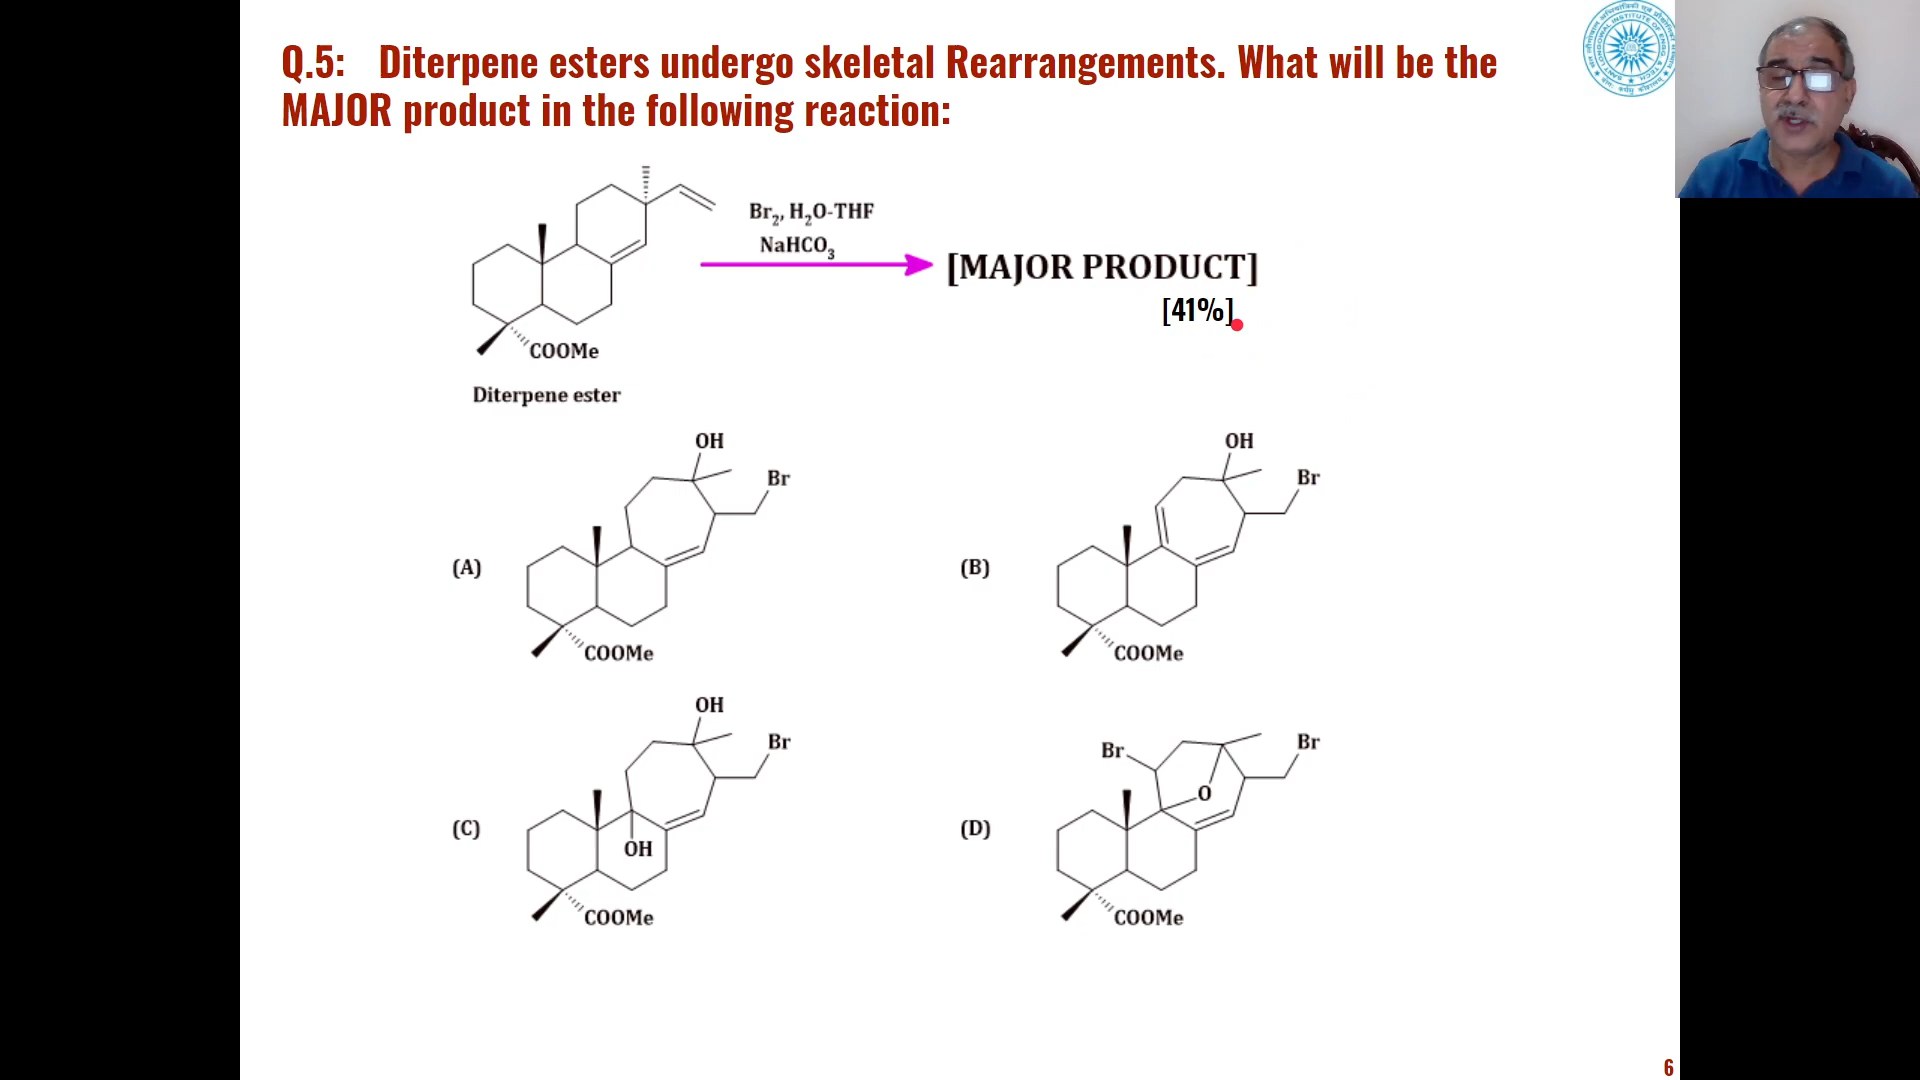 Q.5: Diterpene esters undergo skeletal Rearrangements. What will be the
MAJOR product in the following reaction:
Br2, H2O-THF
NaHCO3
[MAJOR PRODUCT]
[41%]
COOMe
Diterpene ester
(A)
OH
Br
COOMe
(B)
OH
Br
COOMe
(C)
OH
Br
OH
COOMe
(D)
Br
Br
O
COOMe
6